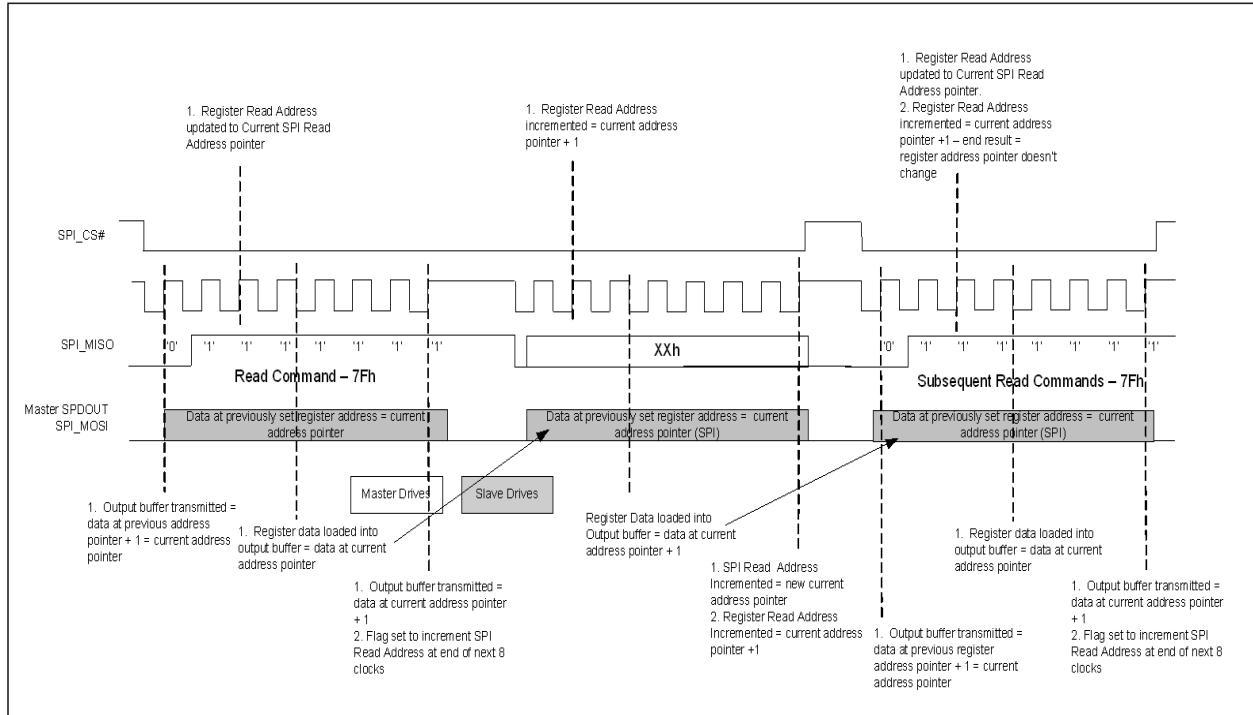 1. Register Read Address
updated to Current SPI Read
Address pointer
1. Register Read Address
incremented = current address
pointer + 1
1. Register Read Address
updated to Current SPI Read
Address pointer.
2. Register Read Address
incremented = current address
pointer +1 – end result =
register address pointer doesn't
change
SPI_CS#
SPI_MISO
'0' '1' '1' '1' '1' '1' '1' '1'
XXh
'0' '1' '1' '1' '1' '1' '1' '1'
Read Command – 7Fh
Subsequent Read Commands – 7Fh
Master SPDOUT
SPI_MOSI
Data at previously set register address = current
address pointer
Data at previously set register address = current
address pointer (SPI)
Data at previously set register address = current
address pointer (SPI)
Master Drives
Slave Drives
1. Output buffer transmitted =
data at previous address
pointer + 1 = current address
pointer
1. Register data loaded into
output buffer = data at current
address pointer
1. Output buffer transmitted =
data at current address pointer
+ 1
2. Flag set to increment SPI
Read Address at end of next 8
clocks
Register Data loaded into
Output buffer = data at current
address pointer + 1
1. SPI Read Address
Incremented = new current
address pointer
2. Register Read Address
Incremented = current address
pointer +1
1. Output buffer transmitted =
data at previous register
address pointer + 1 = current
address pointer
1. Register data loaded into
output buffer = data at current
address pointer
1. Output buffer transmitted =
data at current address pointer
+ 1
2. Flag set to increment SPI
Read Address at end of next 8
clocks